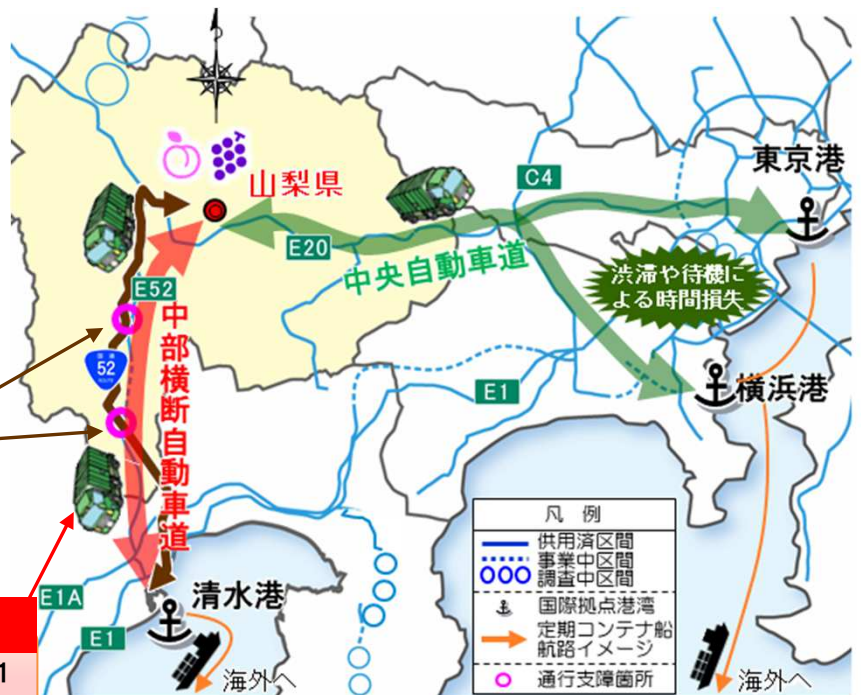 山梨県
東京港
C4
E20
中央自動車道
渋滞や待機に
よる時間損失
E52
中部横断自動車道
国道
52
ROUTE
E1
横浜港
凡 例
供用済区間
事業中区間
調査中区間
国際拠点港湾
定期コンテナ船
航路イメージ
通行支障箇所
E1A
清水港
E1
1
海外へ
海外へ